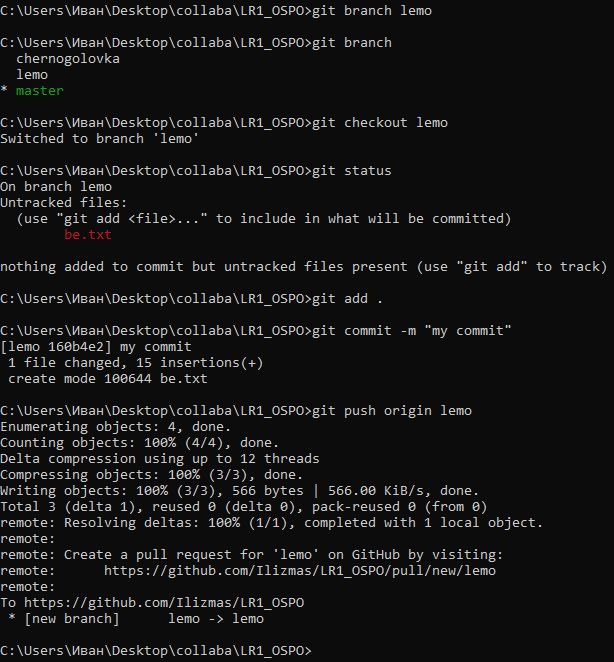 C:\Users\Иван\Desktop\collaba\LR1_OSPO>git branch lemo
C:\Users\Иван\Desktop\collaba\LR1_OSPO>git branch
  chernogolovka
  lemo
* master
C:\Users\Иван\Desktop\collaba\LR1_OSPO>git checkout lemo
Switched to branch 'lemo'
C:\Users\Иван\Desktop\collaba\LR1_OSPO>git status
On branch lemo
Untracked files:
  (use "git add <file>..." to include in what will be committed)
        be.txt
nothing added to commit but untracked files present (use "git add" to track)
C:\Users\Иван\Desktop\collaba\LR1_OSPO>git add .
C:\Users\Иван\Desktop\collaba\LR1_OSPO>git commit -m "my commit"
[lemo 160b4e2] my commit
 1 file changed, 15 insertions(+)
 create mode 100644 be.txt
C:\Users\Иван\Desktop\collaba\LR1_OSPO>git push origin lemo
Enumerating objects: 4, done.
Counting objects: 100% (4/4), done.
Delta compression using up to 12 threads
Compressing objects: 100% (3/3), done.
Writing objects: 100% (3/3), 566 bytes | 566.00 KiB/s, done.
Total 3 (delta 1), reused 0 (delta 0), pack-reused 0 (from 0)
remote: Resolving deltas: 100% (1/1), completed with 1 local object.
remote:
remote: Create a pull request for 'lemo' on GitHub by visiting:
remote:      https://github.com/Ilizmas/LR1_OSPO/pull/new/lemo
remote:
To https://github.com/Ilizmas/LR1_OSPO
 * [new branch]      lemo -> lemo
C:\Users\Иван\Desktop\collaba\LR1_OSPO>